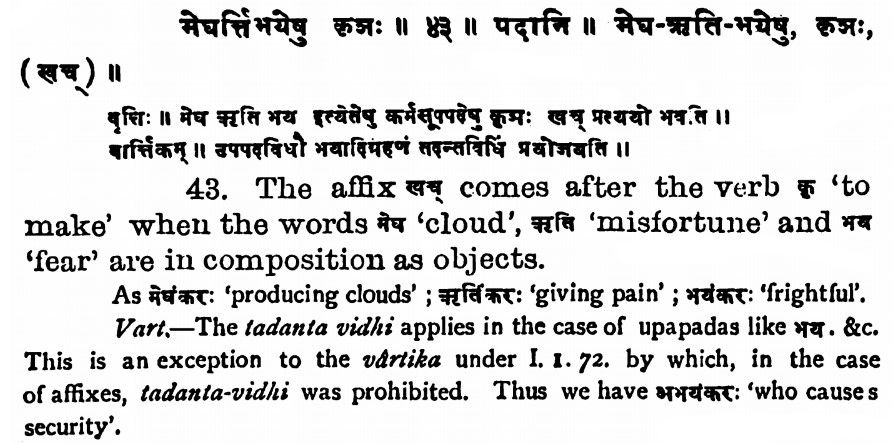 मेघर्त्तिभयेषु कृञः ॥ ४३ ॥ पदानि ॥ मेघ-ऋति-भयेषु, कृञः,
(खच्) ॥
वृत्तिः ॥ मेघ ऋति भय इत्येतेषु कर्मसूपपदेषु कृञः खच् प्रत्ययो भवति ॥
वार्त्तिकम् ॥ उपपदविधौ भयादिग्रहणं तदन्तविधिं प्रयोजयति ॥
43. The affix खच् comes after the verb कृ ‘to
make’ when the words मेघ ‘cloud’, ऋति ‘misfortune’ and भय
‘fear’ are in composition as objects.
As मेघंकरः ‘producing clouds’ ; ऋतिंकरः ‘giving pain’ ; भयंकरः ‘frightful’.
Vart.—The tadanta vidhi applies in the case of upapadas like भय . &c.
This is an exception to the vârtika under I. 1. 72. by which, in the case
of affixes, tadanta-vidhi was prohibited. Thus we have अभयंकरः ‘who causes
security’.